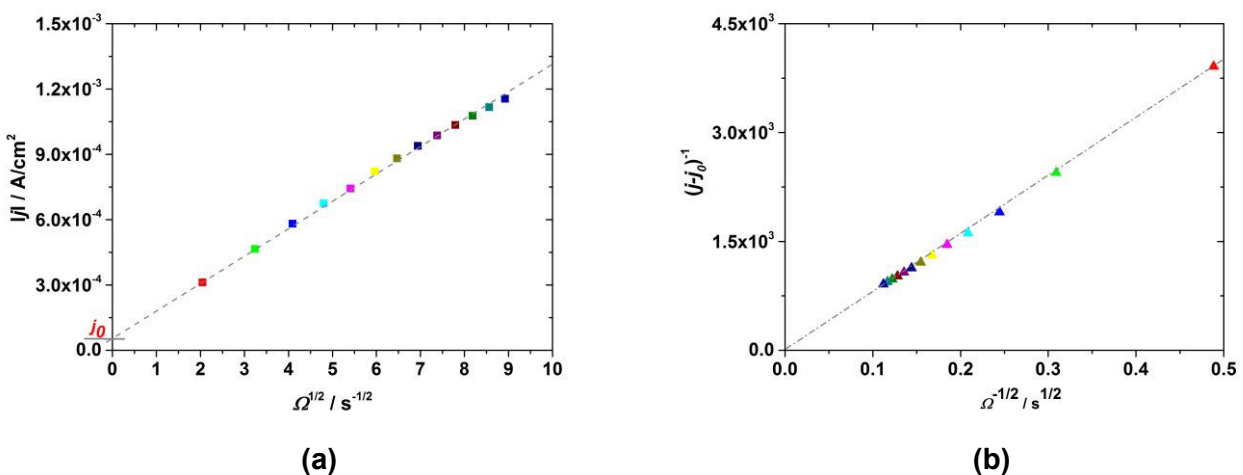 1.5x10⁻³
1.2x10⁻³
9.0x10⁻⁴
6.0x10⁻⁴
3.0x10⁻⁴
0.0
j₀
IjI / A/cm²
0 1 2 3 4 5 6 7 8 9 10
Ω^1/2 / s^-1/2
(a)
4.5x10³
3.0x10³
1.5x10³
0.0
(j-j₀)⁻¹
0.0 0.1 0.2 0.3 0.4 0.5
Ω^-1/2 / s^1/2
(b)